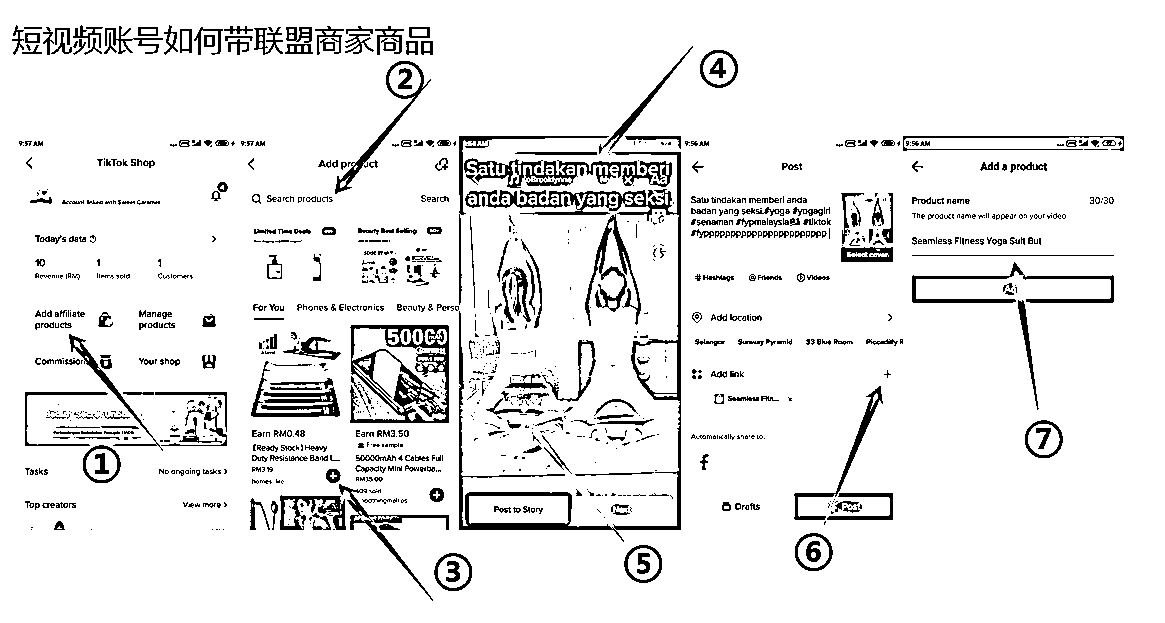 短视频账号如何带联盟商家商品
②
④
9:57 AM
TikTok Shop
Account linked with Sweet Caramel
Today's data
10
1
1
Revenue (RM)
Items sold
Customers
Add affiliate products
Manage products
Commission
Your shop
①
Tasks
No ongoing tasks
Top creators
View more
9:57 AM
Add product
Search products
Search
Limited Time Deals
Beauty Best Selling
For You
Phones & Electronics
Beauty & Perso
50000
Earn RM0.48
【Ready Stock】Heavy
Duty Resistance Band L...
RM3.19
Earn RM3.50
Free sample
50000mAh 4 Cables Full
Capacity Mini Powerba...
RM35.00
③
Satu tindakan memberi
anda badan yang seksi
Post to Story
Next
⑤
9:56 AM
Post
Satu tindakan memberi anda
badan yang seksi.#yoga #yogagirl
#senaman #fypmalaysia #tiktok
#fypppppppppppppppppppppp
Select cover
# Hashtags
@ Friends
Videos
Add location
Selangor
Sunway Pyramid
S3 Blue Room
Piccadilly R
Add link
Seamless Fitn... x
Automatically share to:
Drafts
Post
⑥
9:56 AM
Add a product
Product name
30/30
The product name will appear on your video
Seamless Fitness Yoga Suit But
⑦